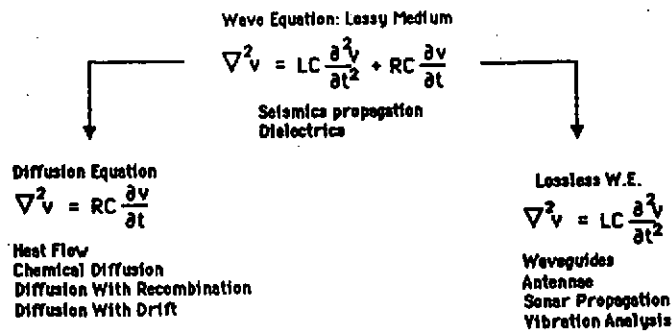 Wave Equation: Lossy Medium
∇²v = LC ∂²v/∂t² + RC ∂v/∂t
Seismics propagation
Dielectrics
Diffusion Equation
∇²v = RC ∂v/∂t
Heat Flow
Chemical Diffusion
Diffusion With Recombination
Diffusion With Drift
Lossless W.E.
∇²v = LC ∂²v/∂t²
Waveguides
Antennae
Sonar Propagation
Vibration Analysis